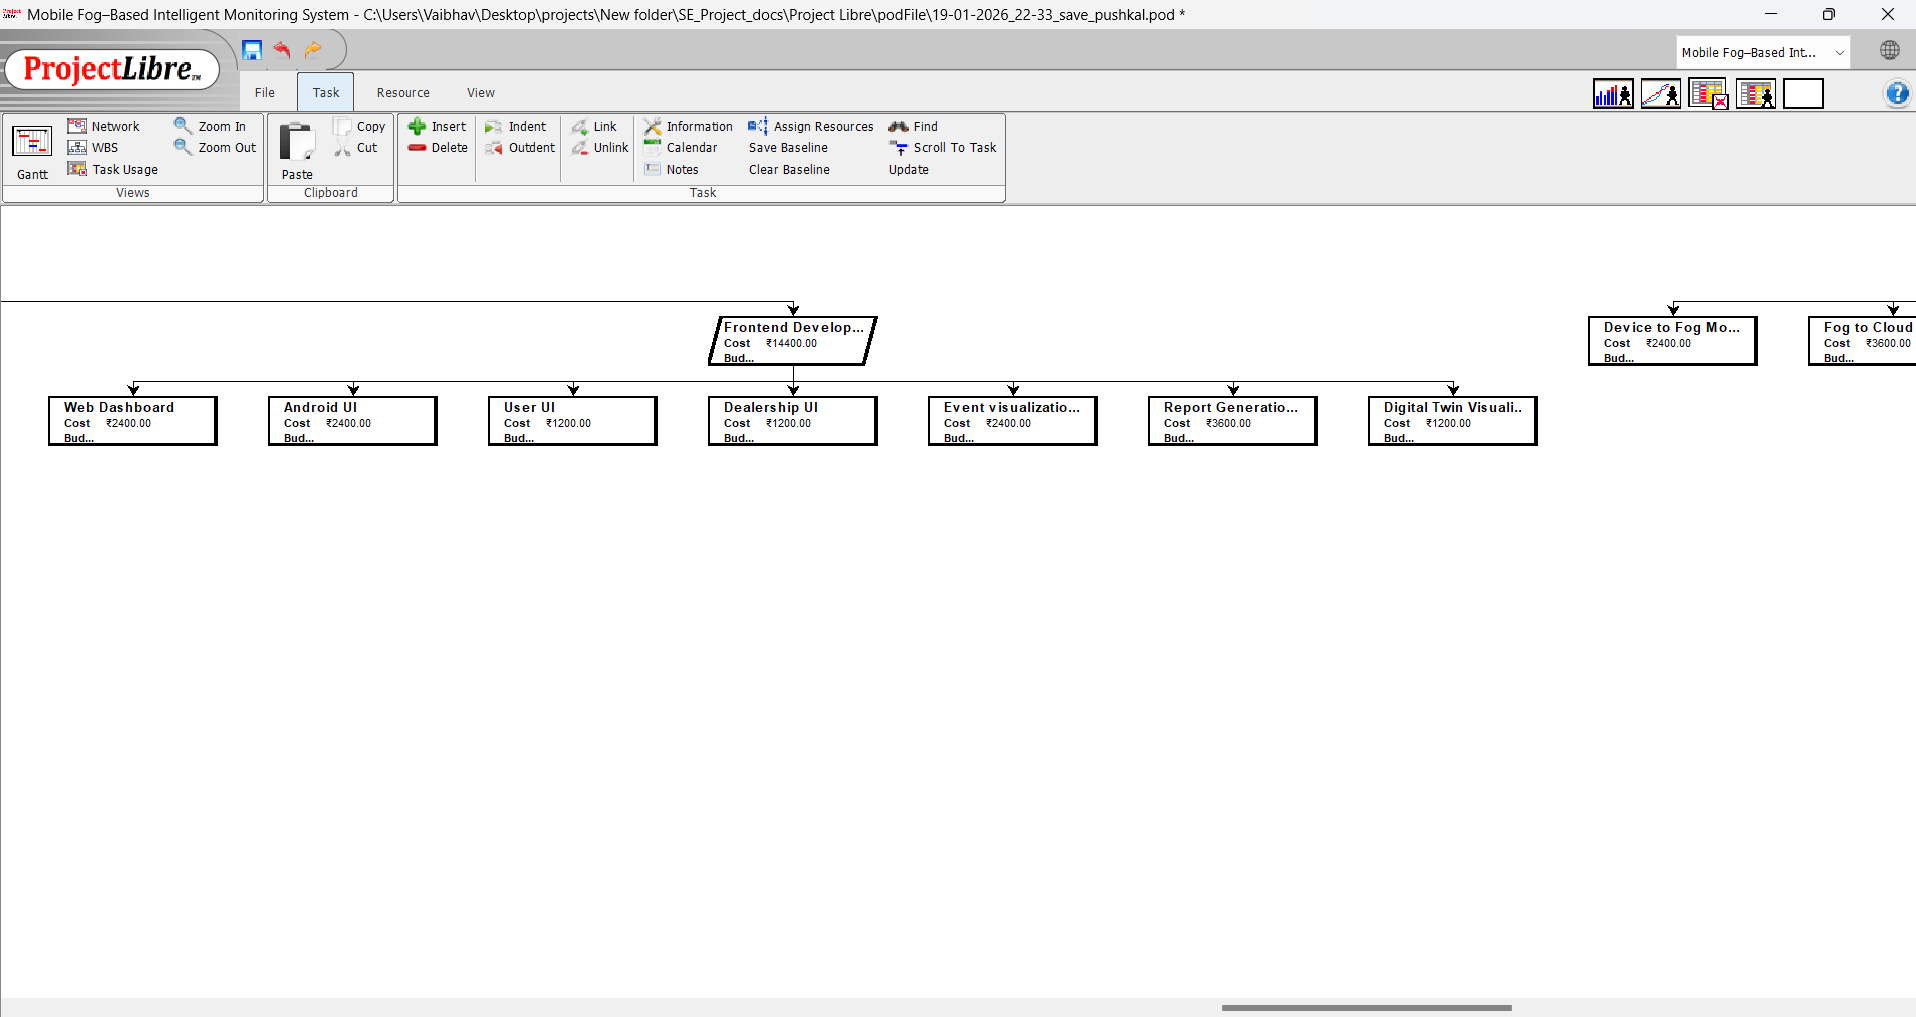 Mobile Fog–Based Intelligent Monitoring System - C:\Users\Vaibhav\Desktop\projects\New folder\SE_Project_docs\Project Libre\podFile\19-01-2026_22-33_save_pushkal.pod *
ProjectLibre
Mobile Fog–Based Int...
File Task Resource View
Network
WBS
Task Usage
Zoom In
Zoom Out
Gantt
Views
Copy
Cut
Paste
Clipboard
Insert
Delete
Indent
Outdent
Link
Unlink
Information
Calendar
Notes
Assign Resources
Save Baseline
Clear Baseline
Find
Scroll To Task
Update
Task
Frontend Develop...
Cost ₹14400.00
Bud...
Device to Fog Mo...
Cost ₹2400.00
Bud...
Fog to Cloud
Cost ₹3600.00
Bud...
Web Dashboard
Cost ₹2400.00
Bud...
Android UI
Cost ₹2400.00
Bud...
User UI
Cost ₹1200.00
Bud...
Dealership UI
Cost ₹1200.00
Bud...
Event visualizatio...
Cost ₹2400.00
Bud...
Report Generatio...
Cost ₹3600.00
Bud...
Digital Twin Visuali..
Cost ₹1200.00
Bud...